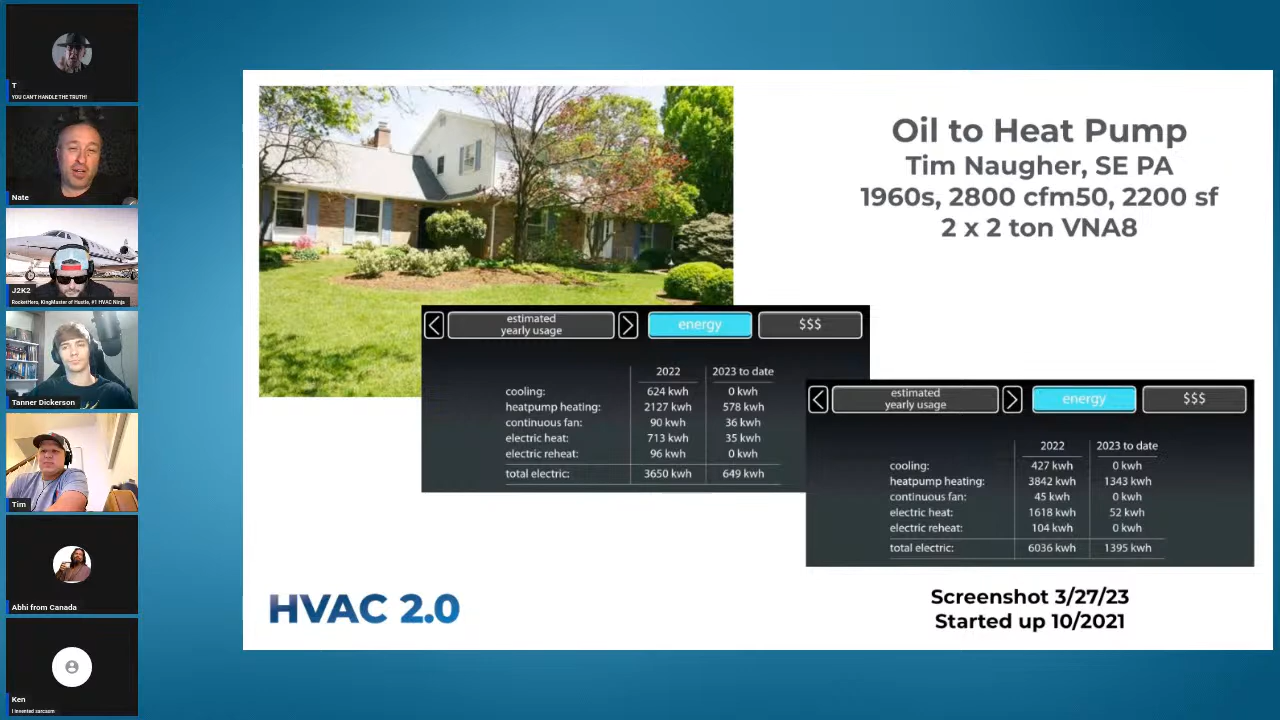 T
YOU CAN'T HANDLE THE TRUTH!
Nate
J2K2
RocketHero, KingMaster of Hustle, #1 HVAC Ninja
Tanner Dickerson
Tim
Abhi from Canada
Ken
I invented sarcasm
Oil to Heat Pump
Tim Naugher, SE PA
1960s, 2800 cfm50, 2200 sf
2 x 2 ton VNA8
estimated
yearly usage
energy
$$$
2022 2023 to date
cooling: 624 kwh 0 kwh
heatpump heating: 2127 kwh 578 kwh
continuous fan: 90 kwh 36 kwh
electric heat: 713 kwh 35 kwh
electric reheat: 96 kwh 0 kwh
total electric: 3650 kwh 649 kwh
estimated
yearly usage
energy
$$$
2022 2023 to date
cooling: 427 kwh 0 kwh
heatpump heating: 3842 kwh 1343 kwh
continuous fan: 45 kwh 0 kwh
electric heat: 1618 kwh 52 kwh
electric reheat: 104 kwh 0 kwh
total electric: 6036 kwh 1395 kwh
HVAC 2.0
Screenshot 3/27/23
Started up 10/2021